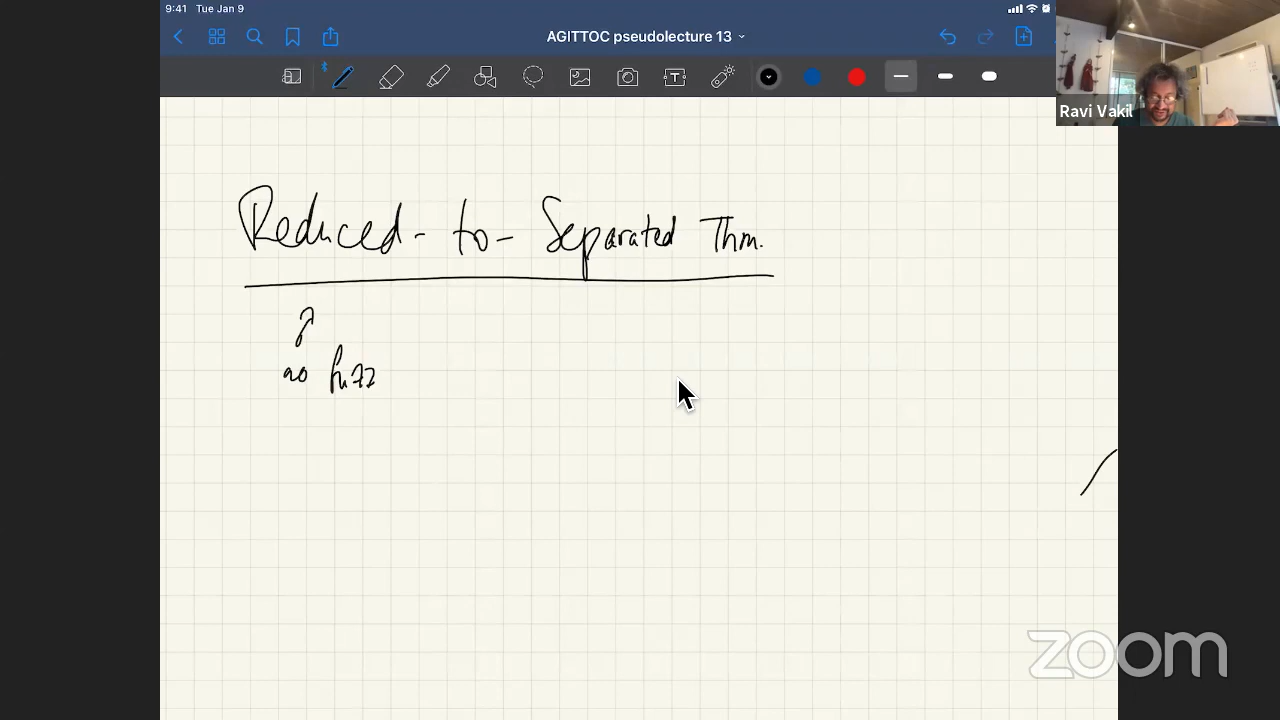 9:41 Tue Jan 9
AGITTOC pseudolecture 13
Ravi Vakil
Reduced-to-Separated Thm.
no fuzz
zoom